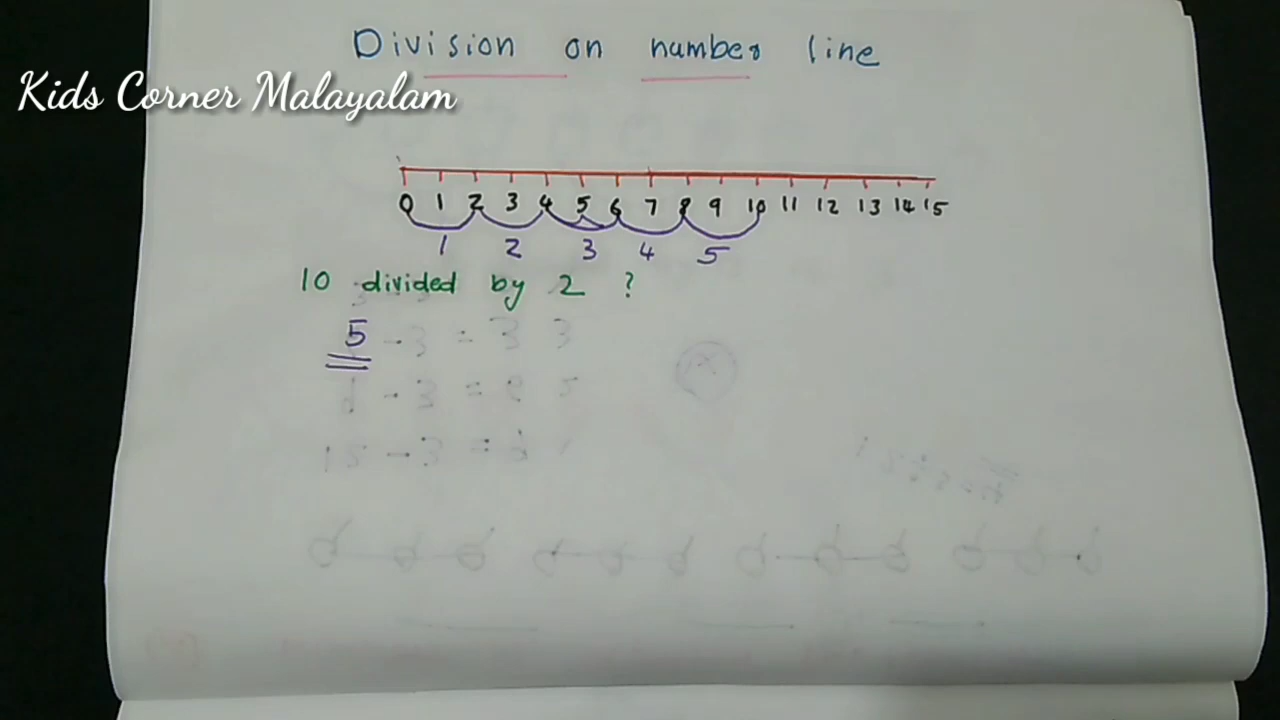 Division on number line
Kids Corner Malayalam
0 1 2 3 4 5 6 7 8 9 10 11 12 13 14 15
1 2 3 4 5
10 divided by 2 ?
5